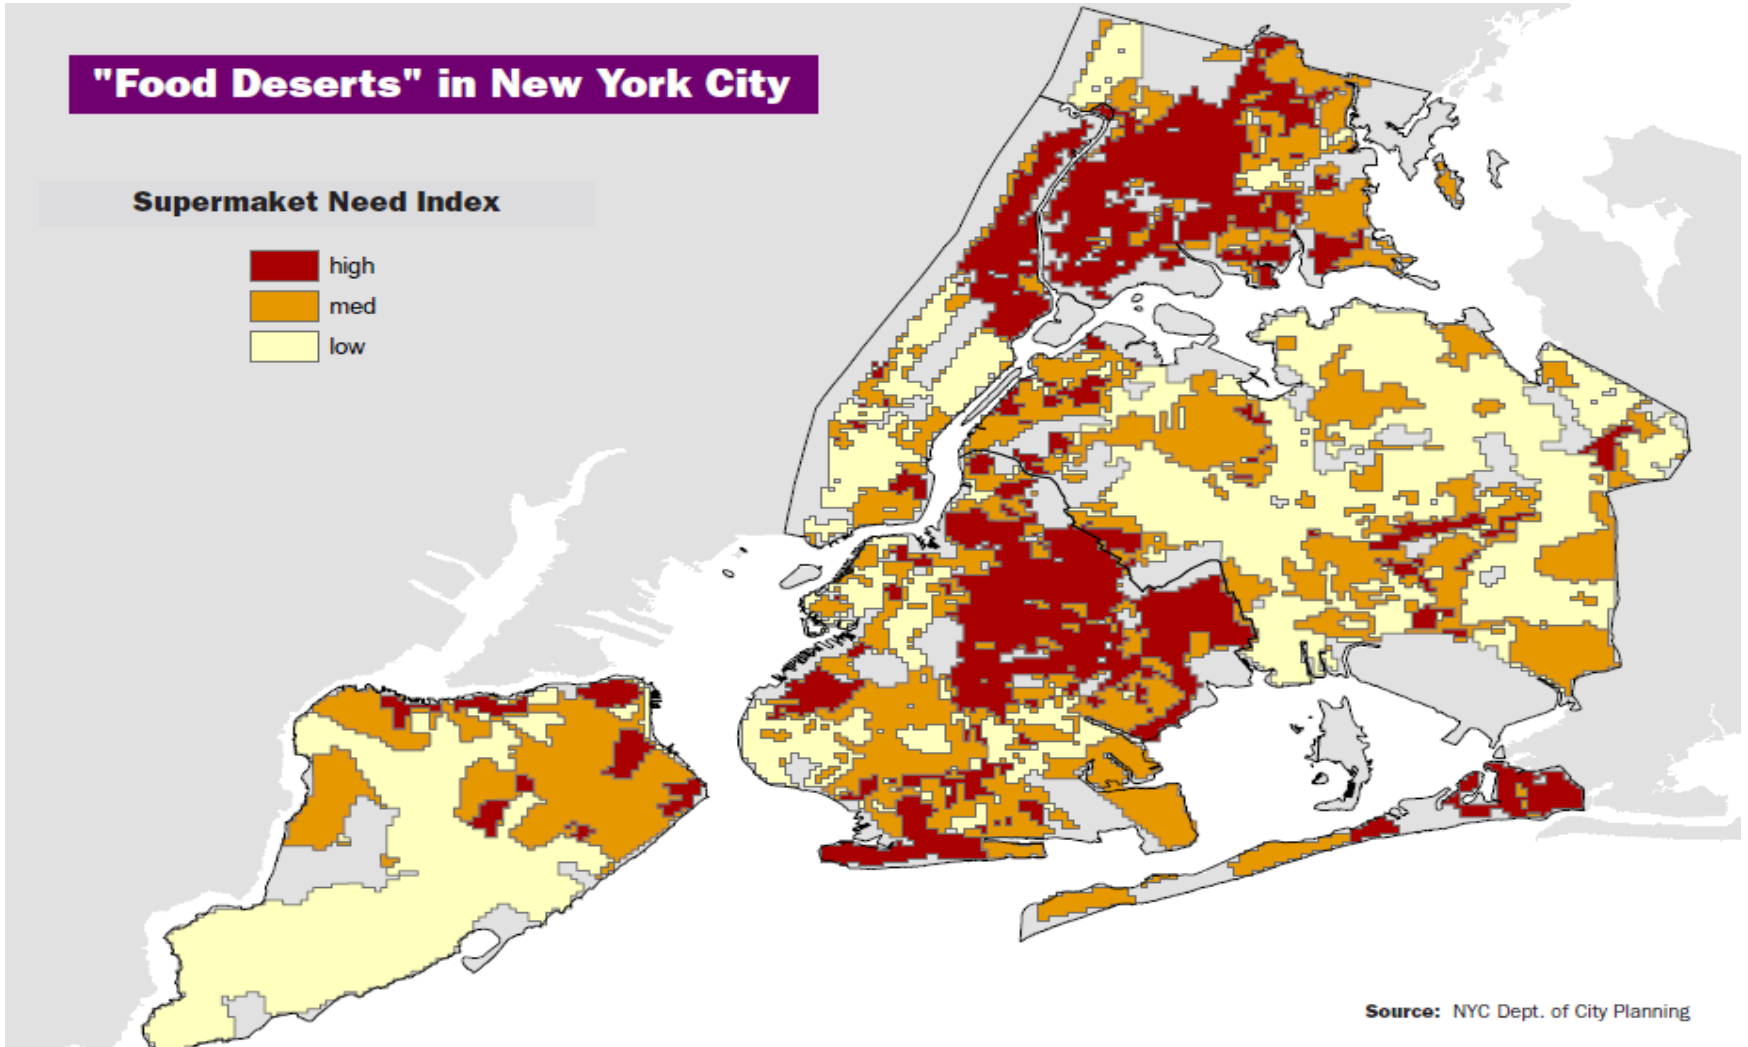 "Food Deserts" in New York City
Supermaket Need Index
high
med
low
Source: NYC Dept. of City Planning